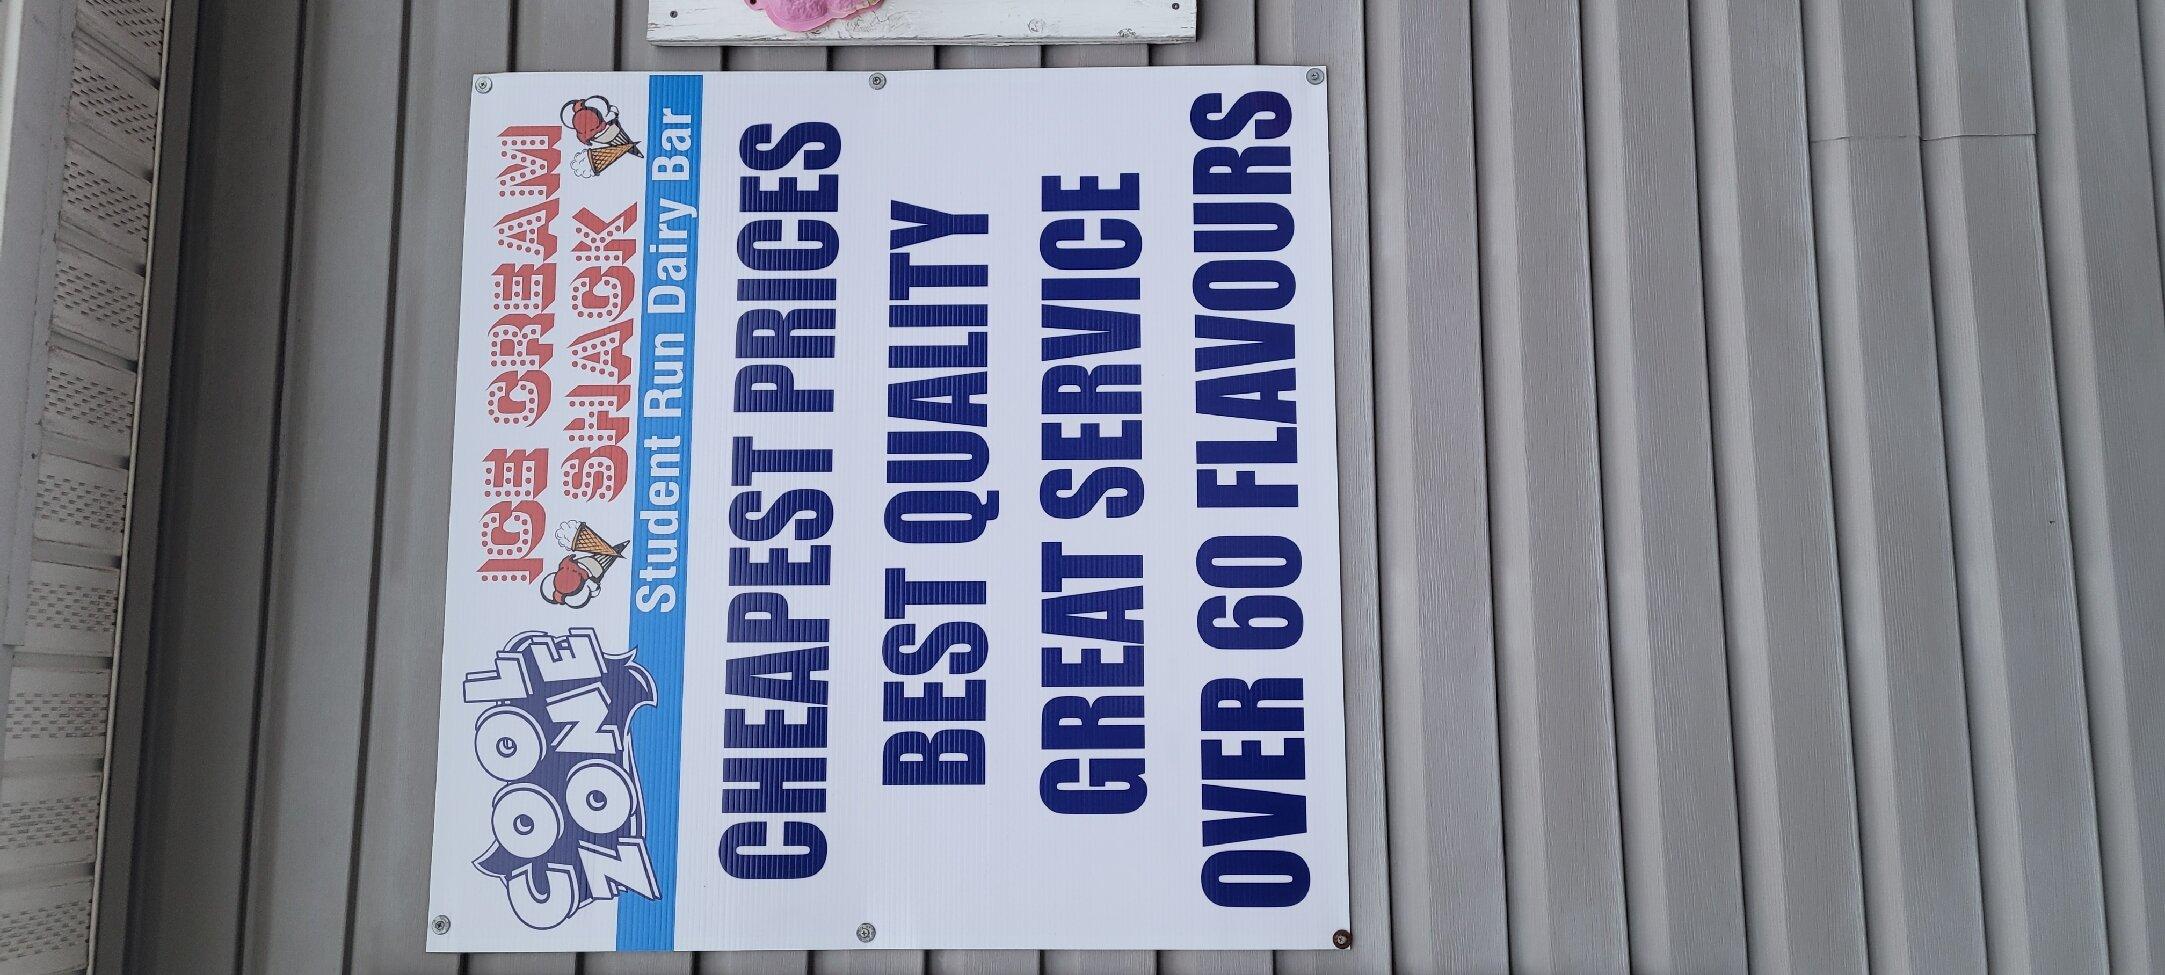 COOL
ZONE
ICE CREAM
SHACK
Student Run Dairy Bar
CHEAPEST PRICES
BEST QUALITY
GREAT SERVICE
OVER 60 FLAVOURS